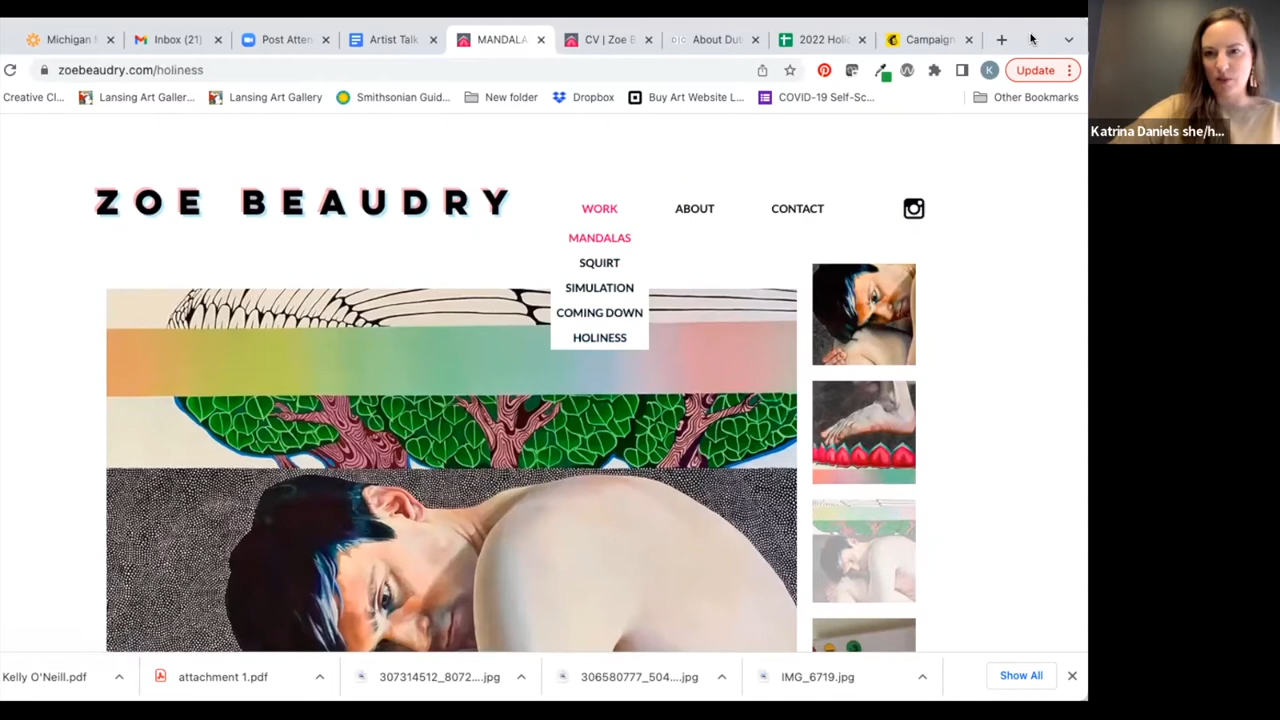 Michigan
Inbox (21)
Post Atten
Artist Talk
MANDALA
CV | Zoe B
About Dut
2022 Holi
Campaign
zoebeaudry.com/holiness
K
Update
Creative Cl...
Lansing Art Galler...
Lansing Art Gallery
Smithsonian Guid...
New folder
Dropbox
Buy Art Website L...
COVID-19 Self-Sc...
Other Bookmarks
Katrina Daniels she/h...
ZOE BEAUDRY
WORK
ABOUT
CONTACT
MANDALAS
SQUIRT
SIMULATION
COMING DOWN
HOLINESS
Kelly O'Neill.pdf
attachment 1.pdf
307314512_8072....jpg
306580777_504....jpg
IMG_6719.jpg
Show All